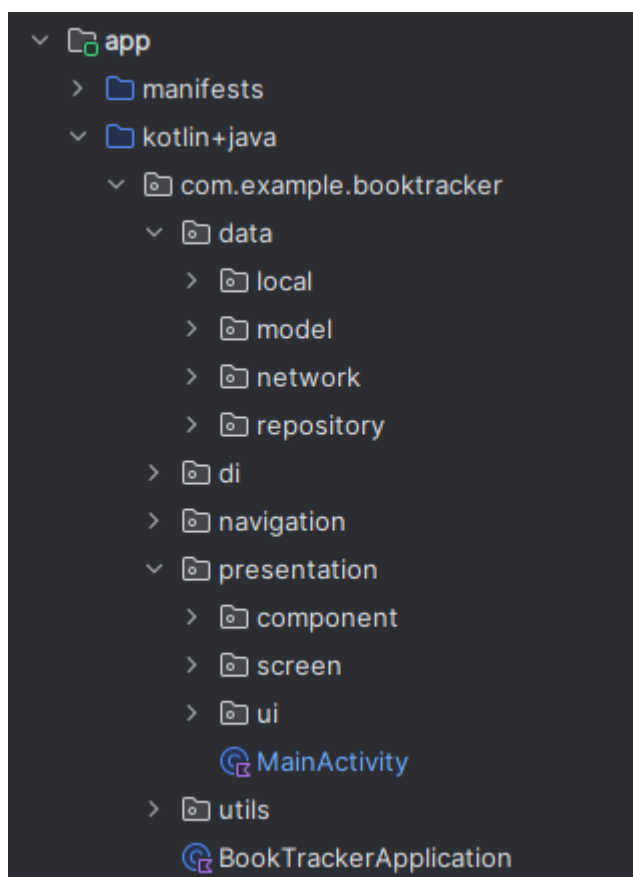 app
manifests
kotlin+java
com.example.booktracker
data
local
model
network
repository
di
navigation
presentation
component
screen
ui
MainActivity
utils
BookTrackerApplication